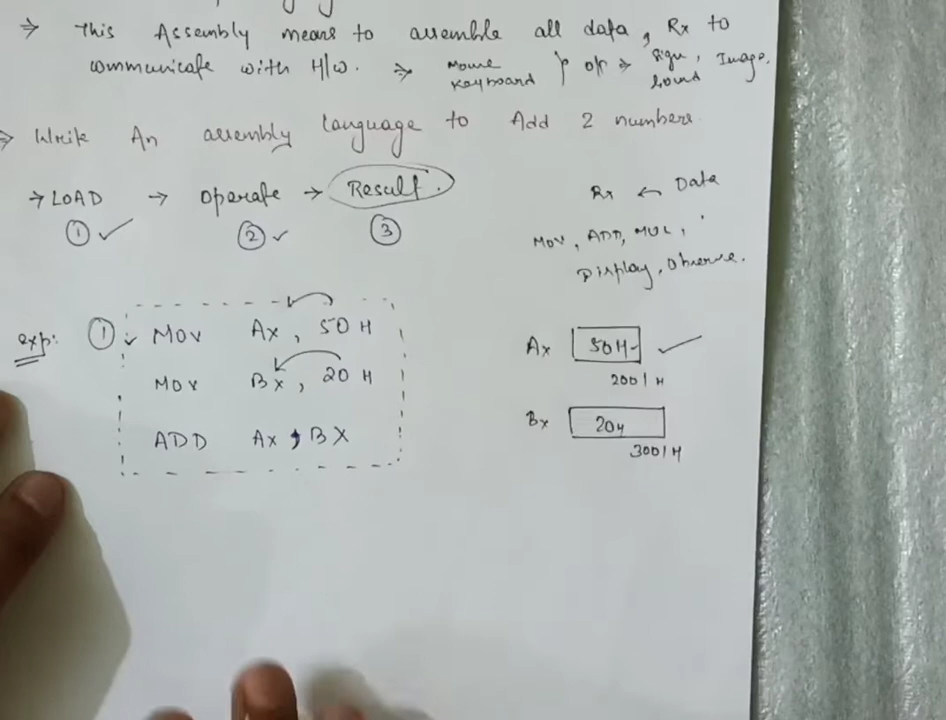 ⇒ This Assembly means to assemble all data, Rx to
communicate with H/w. ⇒ Mouse
Keyboard } OR ⇒ Sign, Image.
Sound
⇒ Write An assembly language to Add 2 numbers
→ LOAD → Operate → Result.
① ✓ ② ✓ ③
Rx ← Data
MOV, ADD, MUL,
Display, Observe.
exp: ① MOV Ax, 50 H
MOV Bx, 20 H
ADD Ax, BX
Ax 50H ✓
2001 H
Bx 20H
3001 H